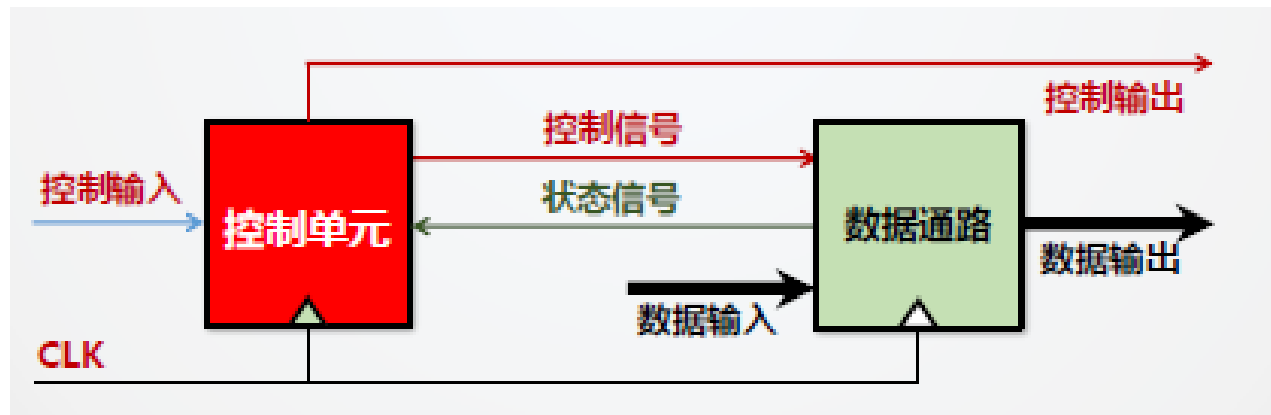 控制输出
控制信号
控制输入
状态信号
控制单元
数据通路
数据输出
数据输入
CLK